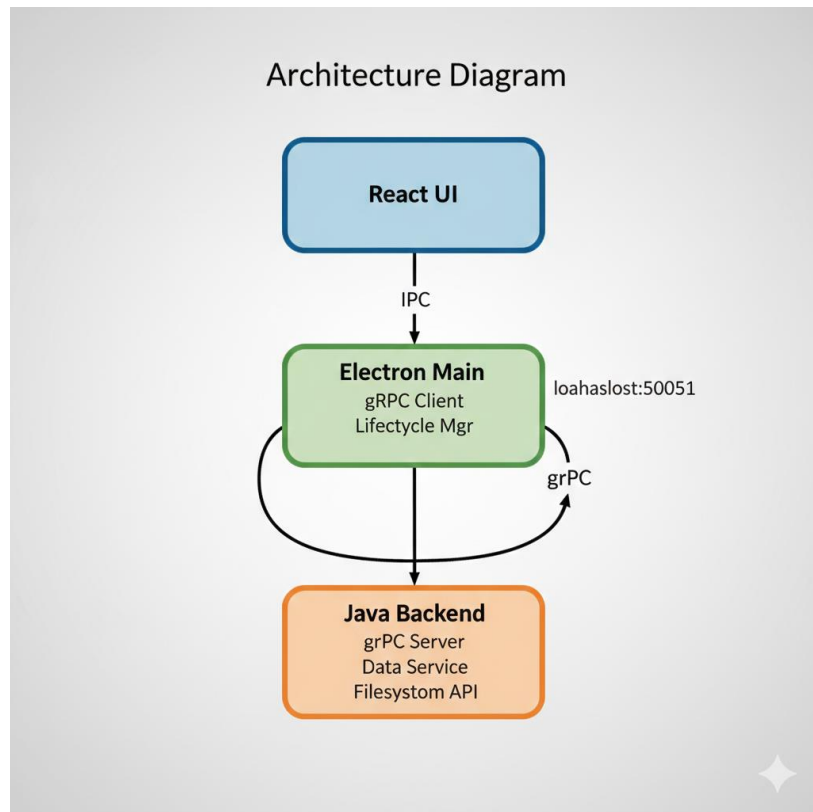 Architecture Diagram
React UI
IPC
Electron Main
gRPC Client
Lifectycle Mgr
loahaslost:50051
grPC
Java Backend
grPC Server
Data Service
Filesystom API